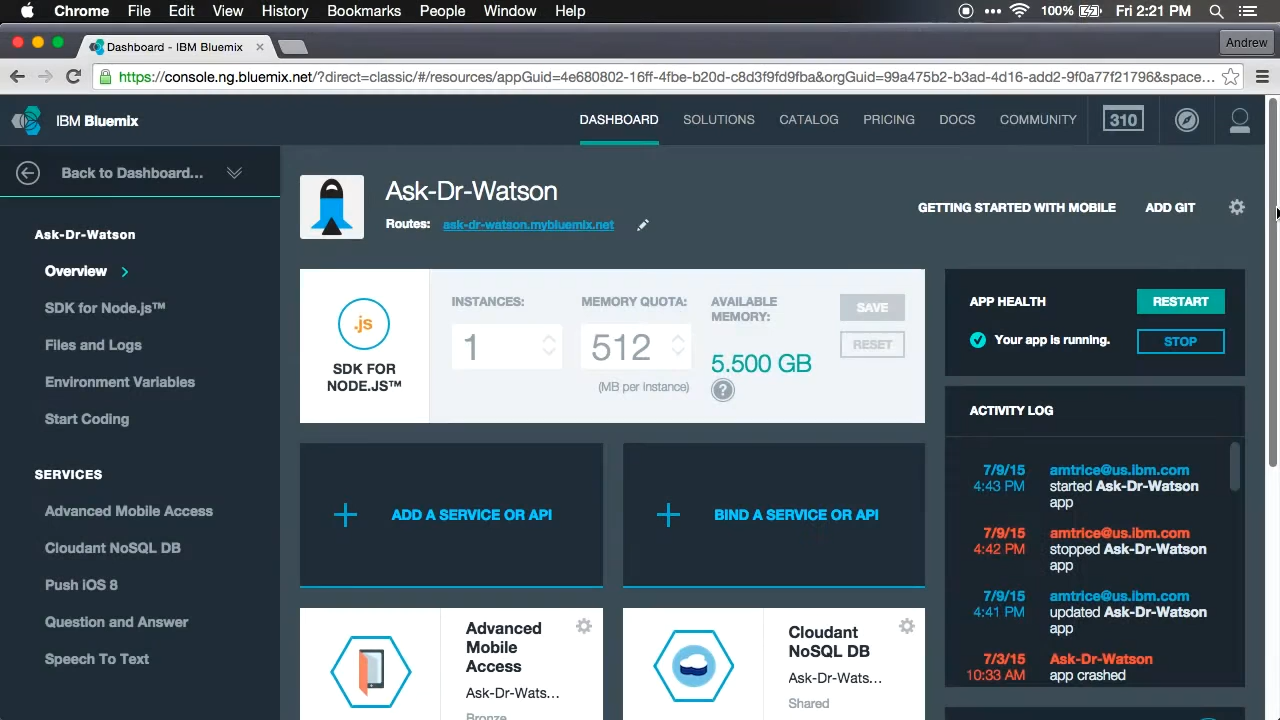 Chrome File Edit View History Bookmarks People Window Help 100% Fri 2:21 PM
Dashboard - IBM Bluemix × Andrew
https://console.ng.bluemix.net/?direct=classic/#/resources/appGuid=4e680802-16ff-4fbe-b20d-c8d3f9fd9fba&orgGuid=99a475b2-b3ad-4d16-add2-9f0a77f21796&space...
IBM Bluemix DASHBOARD SOLUTIONS CATALOG PRICING DOCS COMMUNITY 310
Back to Dashboard...
Ask-Dr-Watson
Overview
SDK for Node.js™
Files and Logs
Environment Variables
Start Coding
SERVICES
Advanced Mobile Access
Cloudant NoSQL DB
Push iOS 8
Question and Answer
Speech To Text
Ask-Dr-Watson
Routes: ask-dr-watson.mybluemix.net
GETTING STARTED WITH MOBILE ADD GIT
.js
SDK FOR
NODE.JS™
INSTANCES:
1
MEMORY QUOTA:
512
(MB per instance)
AVAILABLE
MEMORY:
5.500 GB
?
SAVE
RESET
ADD A SERVICE OR API
BIND A SERVICE OR API
Advanced
Mobile
Access
Ask-Dr-Wats...
Bronze
Cloudant
NoSQL DB
Ask-Dr-Wats...
Shared
APP HEALTH
RESTART
Your app is running.
STOP
ACTIVITY LOG
7/9/15 amtrice@us.ibm.com
4:43 PM started Ask-Dr-Watson
app
7/9/15 amtrice@us.ibm.com
4:42 PM stopped Ask-Dr-Watson
app
7/9/15 amtrice@us.ibm.com
4:41 PM updated Ask-Dr-Watson
app
7/3/15 Ask-Dr-Watson
10:33 AM app crashed